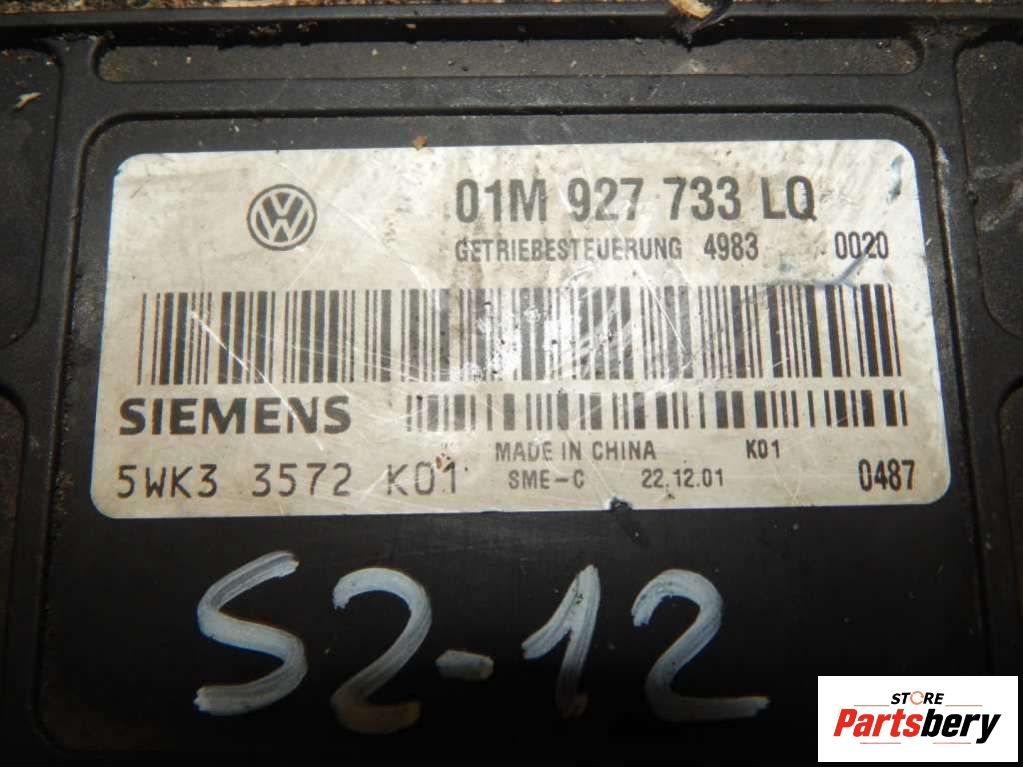 01M 927 733 LQ
GETRIEBESTEUERUNG 4983 0020
SIEMENS
MADE IN CHINA K01
5WK3 3572 K01 SME-C 22.12.01 0487
S2-12
STORE
Partsbery